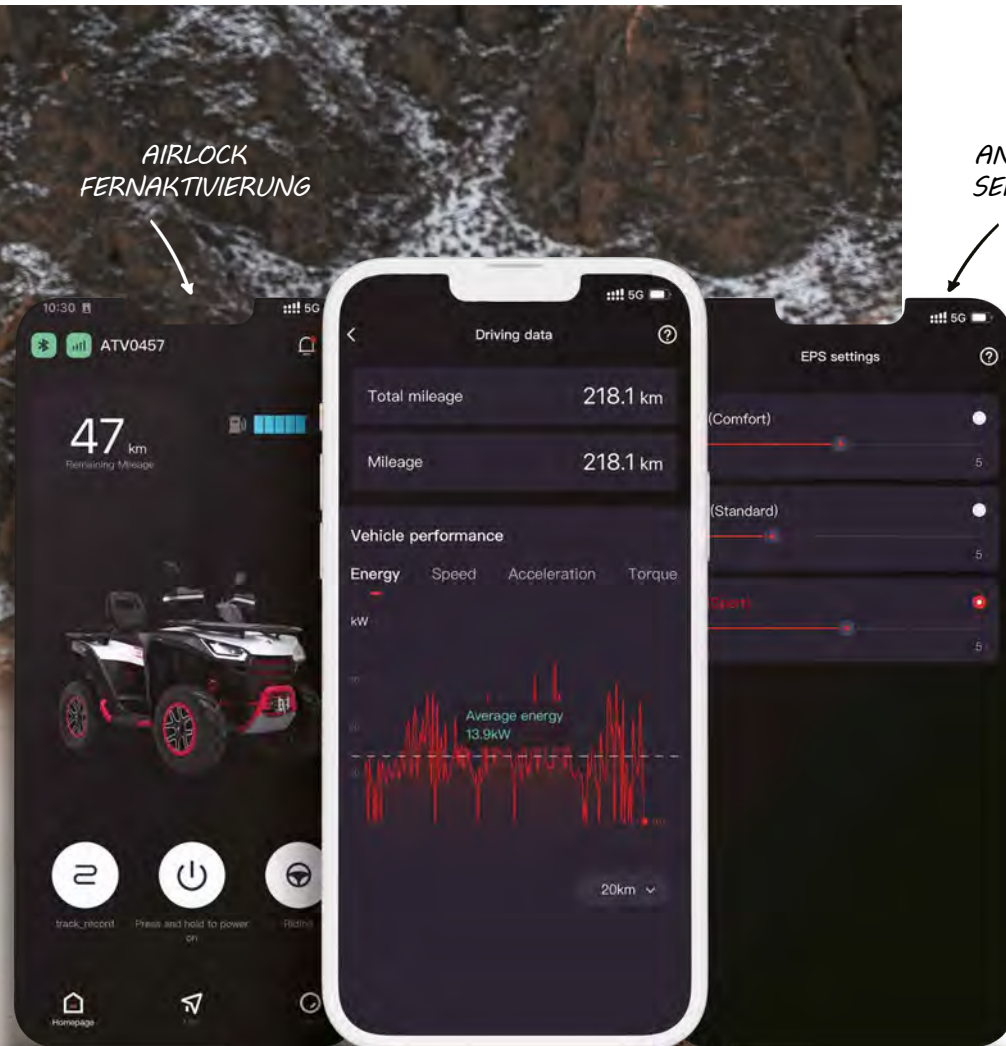 AIRLOCK
FERNAKTIVIERUNG
AN
SE
10:30
5G
ATV0457
47 km
Remaining Mileage
track_record
Press and hold to power
on
Riding
Homepage
5G
Driving data
Total mileage 218.1 km
Mileage 218.1 km
Vehicle performance
Energy Speed Acceleration Torque
kW
Average energy
13.9kW
20km
5G
EPS settings
(Comfort)
5
(Standard)
5
(Sport)
5